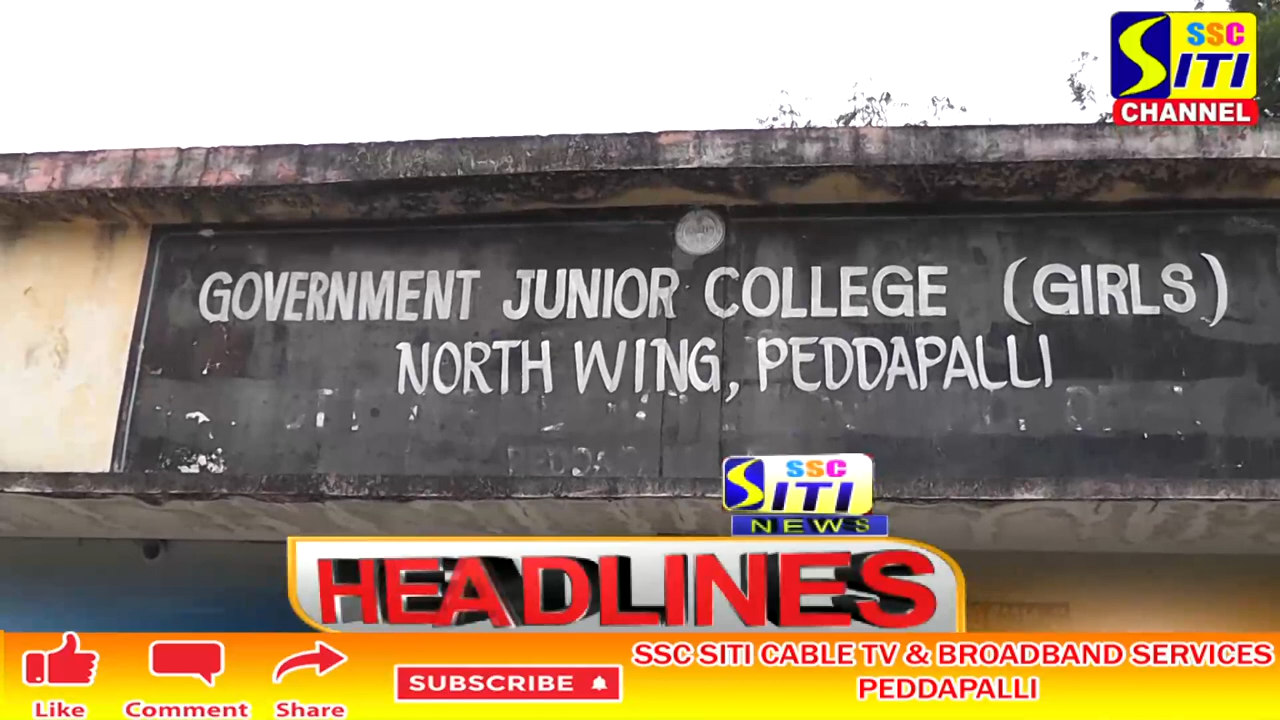 SSC
SITI
CHANNEL
GOVERNMENT JUNIOR COLLEGE (GIRLS)
NORTH WING, PEDDAPALLI
SSC
SITI
NEWS
HEADLINES
Like
Comment
Share
SUBSCRIBE
SSC SITI CABLE TV & BROADBAND SERVICES
PEDDAPALLI